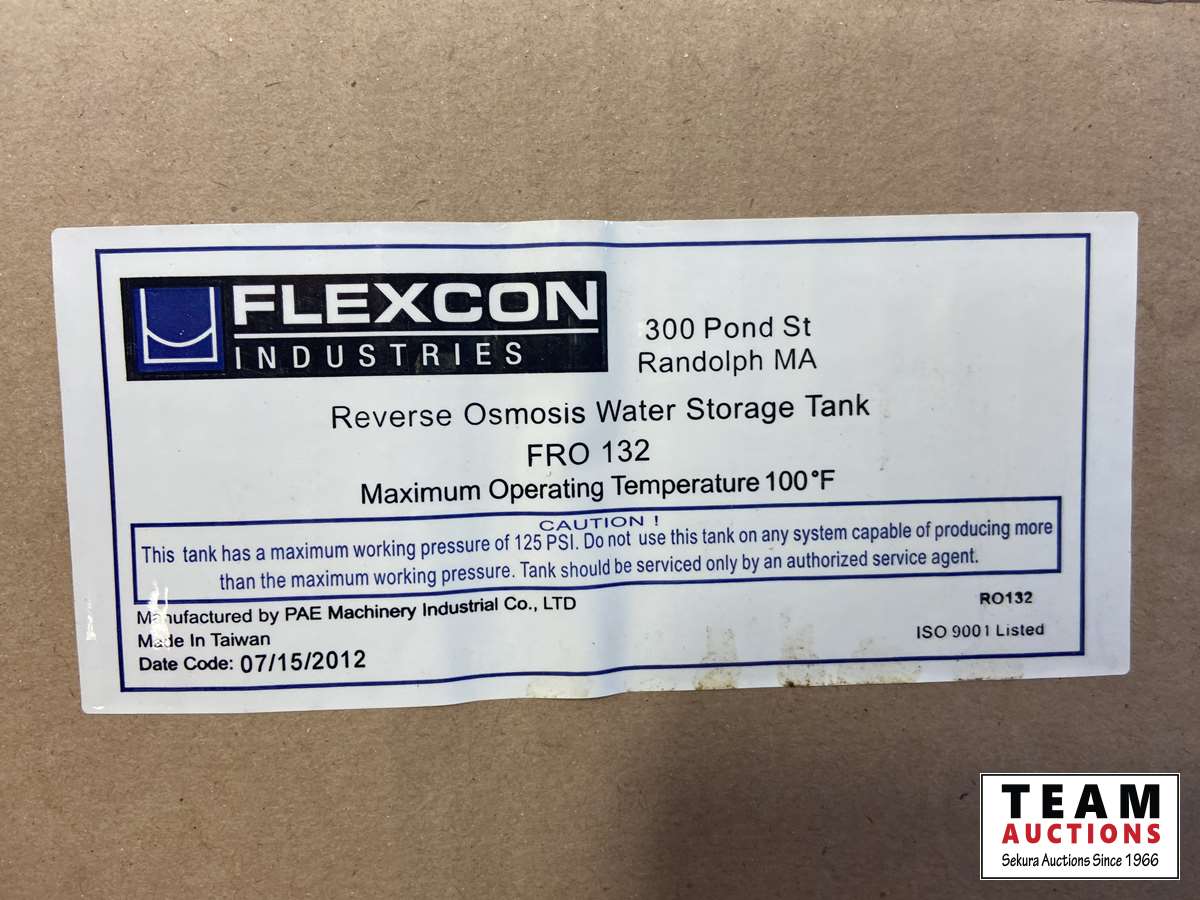 FLEXCON
INDUSTRIES
300 Pond St
Randolph MA
Reverse Osmosis Water Storage Tank
FRO 132
Maximum Operating Temperature 100°F
CAUTION !
This tank has a maximum working pressure of 125 PSI. Do not use this tank on any system capable of producing more
than the maximum working pressure. Tank should be serviced only by an authorized service agent.
Manufactured by PAE Machinery Industrial Co., LTD
Made In Taiwan
Date Code: 07/15/2012
RO132
ISO 9001 Listed
TEAM
AUCTIONS
Sekura Auctions Since 1966